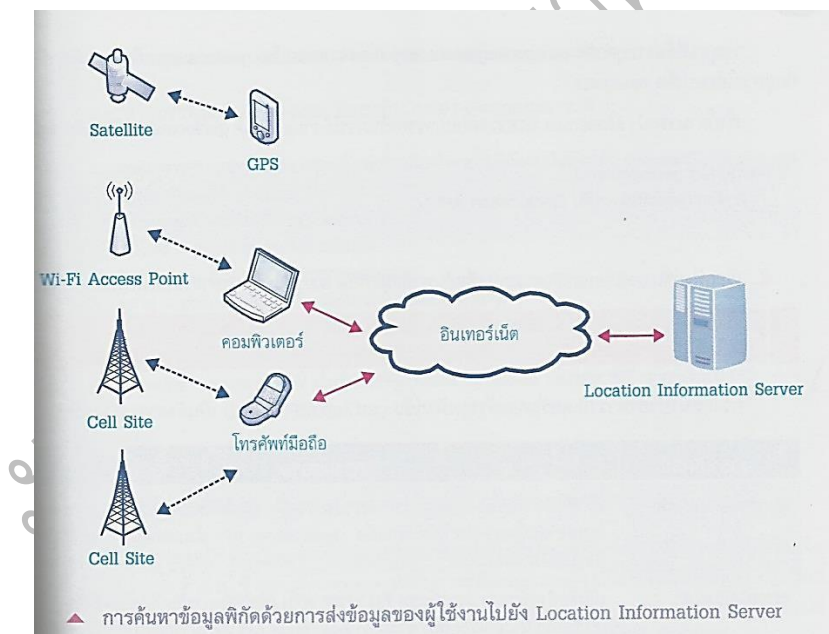 Satellite
GPS
Wi-Fi Access Point
คอมพิวเตอร์
อินเทอร์เน็ต
Location Information Server
Cell Site
โทรศัพท์มือถือ
Cell Site
▲ การค้นหาข้อมูลพิกัดด้วยการส่งข้อมูลของผู้ใช้งานไปยัง Location Information Server